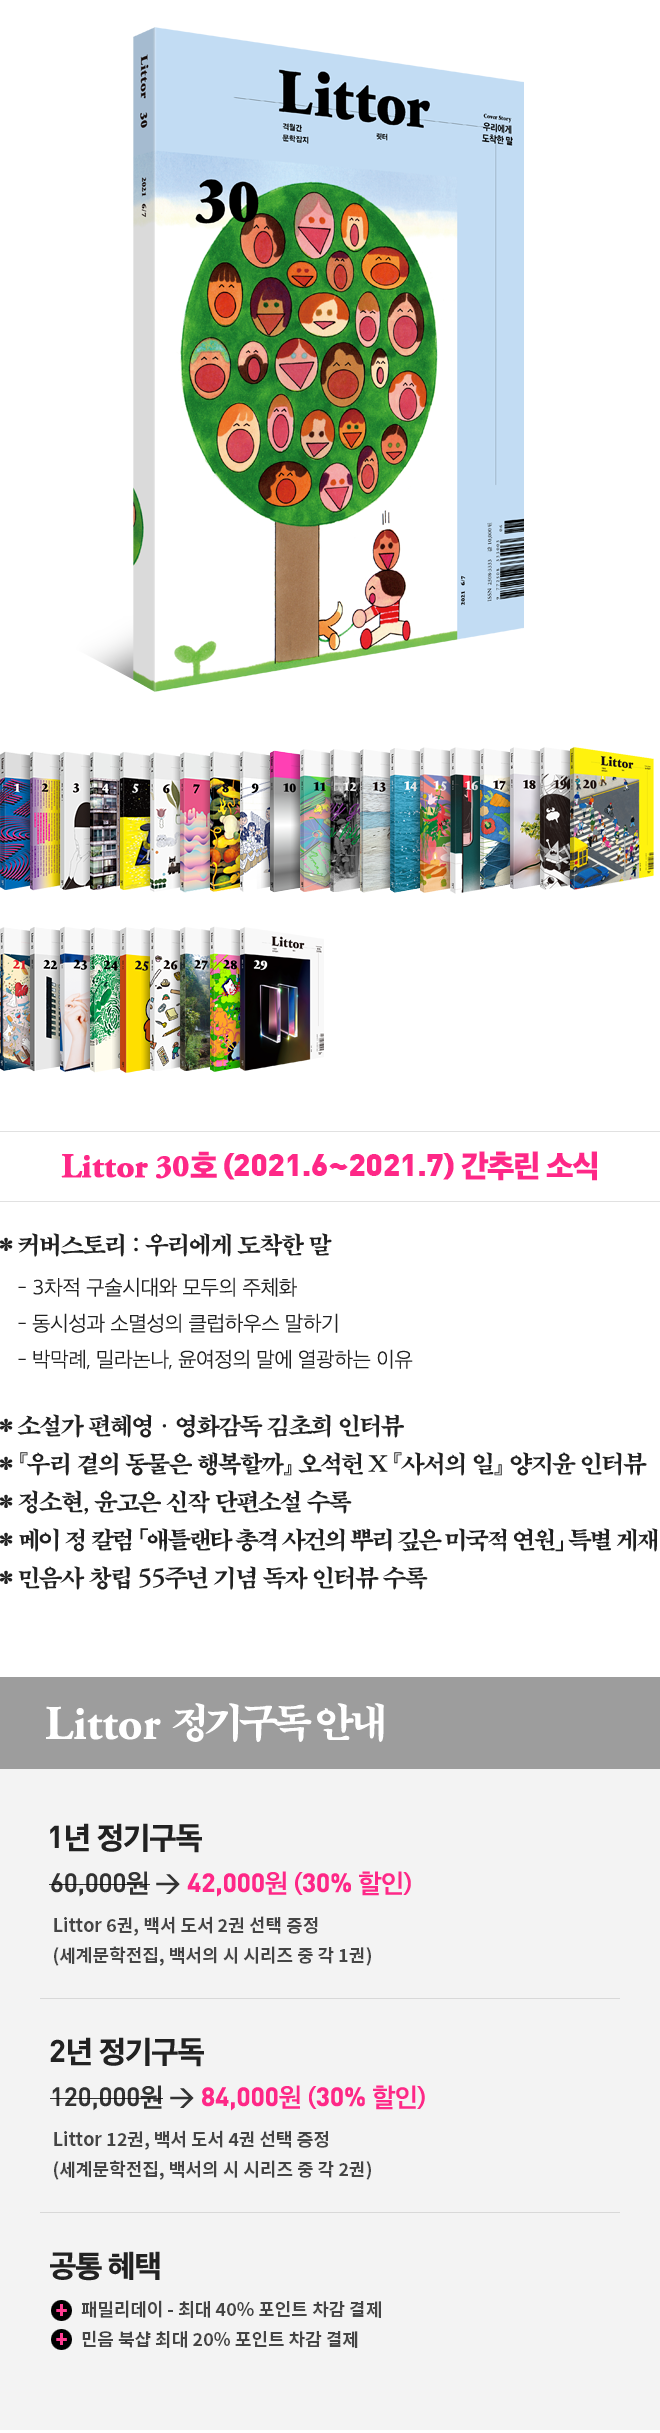 Littor
격월간
문학잡지
릿터
Cover Story
우리에게
도착한 말
30
Littor 30 2021 6/7
2021 6/7
1 2 3 4 5 6 7 8 9 10 11 12 13 14 15 16 17 18 19 20
Littor
21 22 23 24 25 26 27 28 29
Littor
Littor 30호 (2021.6~2021.7) 간추린 소식
* 커버스토리 : 우리에게 도착한 말
- 3차적 구술시대와 모두의 주체화
- 동시성과 소멸성의 클럽하우스 말하기
- 박막례, 밀라논나, 윤여정의 말에 열광하는 이유
* 소설가 편혜영 · 영화감독 김초희 인터뷰
* 『우리 곁의 동물은 행복할까』 오석헌 X 『사서의 일』 양지윤 인터뷰
* 정소현, 윤고은 신작 단편소설 수록
* 메이 정 칼럼 「애틀랜타 총격 사건의 뿌리 깊은 미국적 연원」 특별 게재
* 민음사 창립 55주년 기념 독자 인터뷰 수록
Littor 정기구독 안내
1년 정기구독
60,000원 → 42,000원 (30% 할인)
Littor 6권, 백서 도서 2권 선택 증정
(세계문학전집, 백서의 시 시리즈 중 각 1권)
2년 정기구독
120,000원 → 84,000원 (30% 할인)
Littor 12권, 백서 도서 4권 선택 증정
(세계문학전집, 백서의 시 시리즈 중 각 2권)
공통 혜택
패밀리데이 - 최대 40% 포인트 차감 결제
민음 북샵 최대 20% 포인트 차감 결제